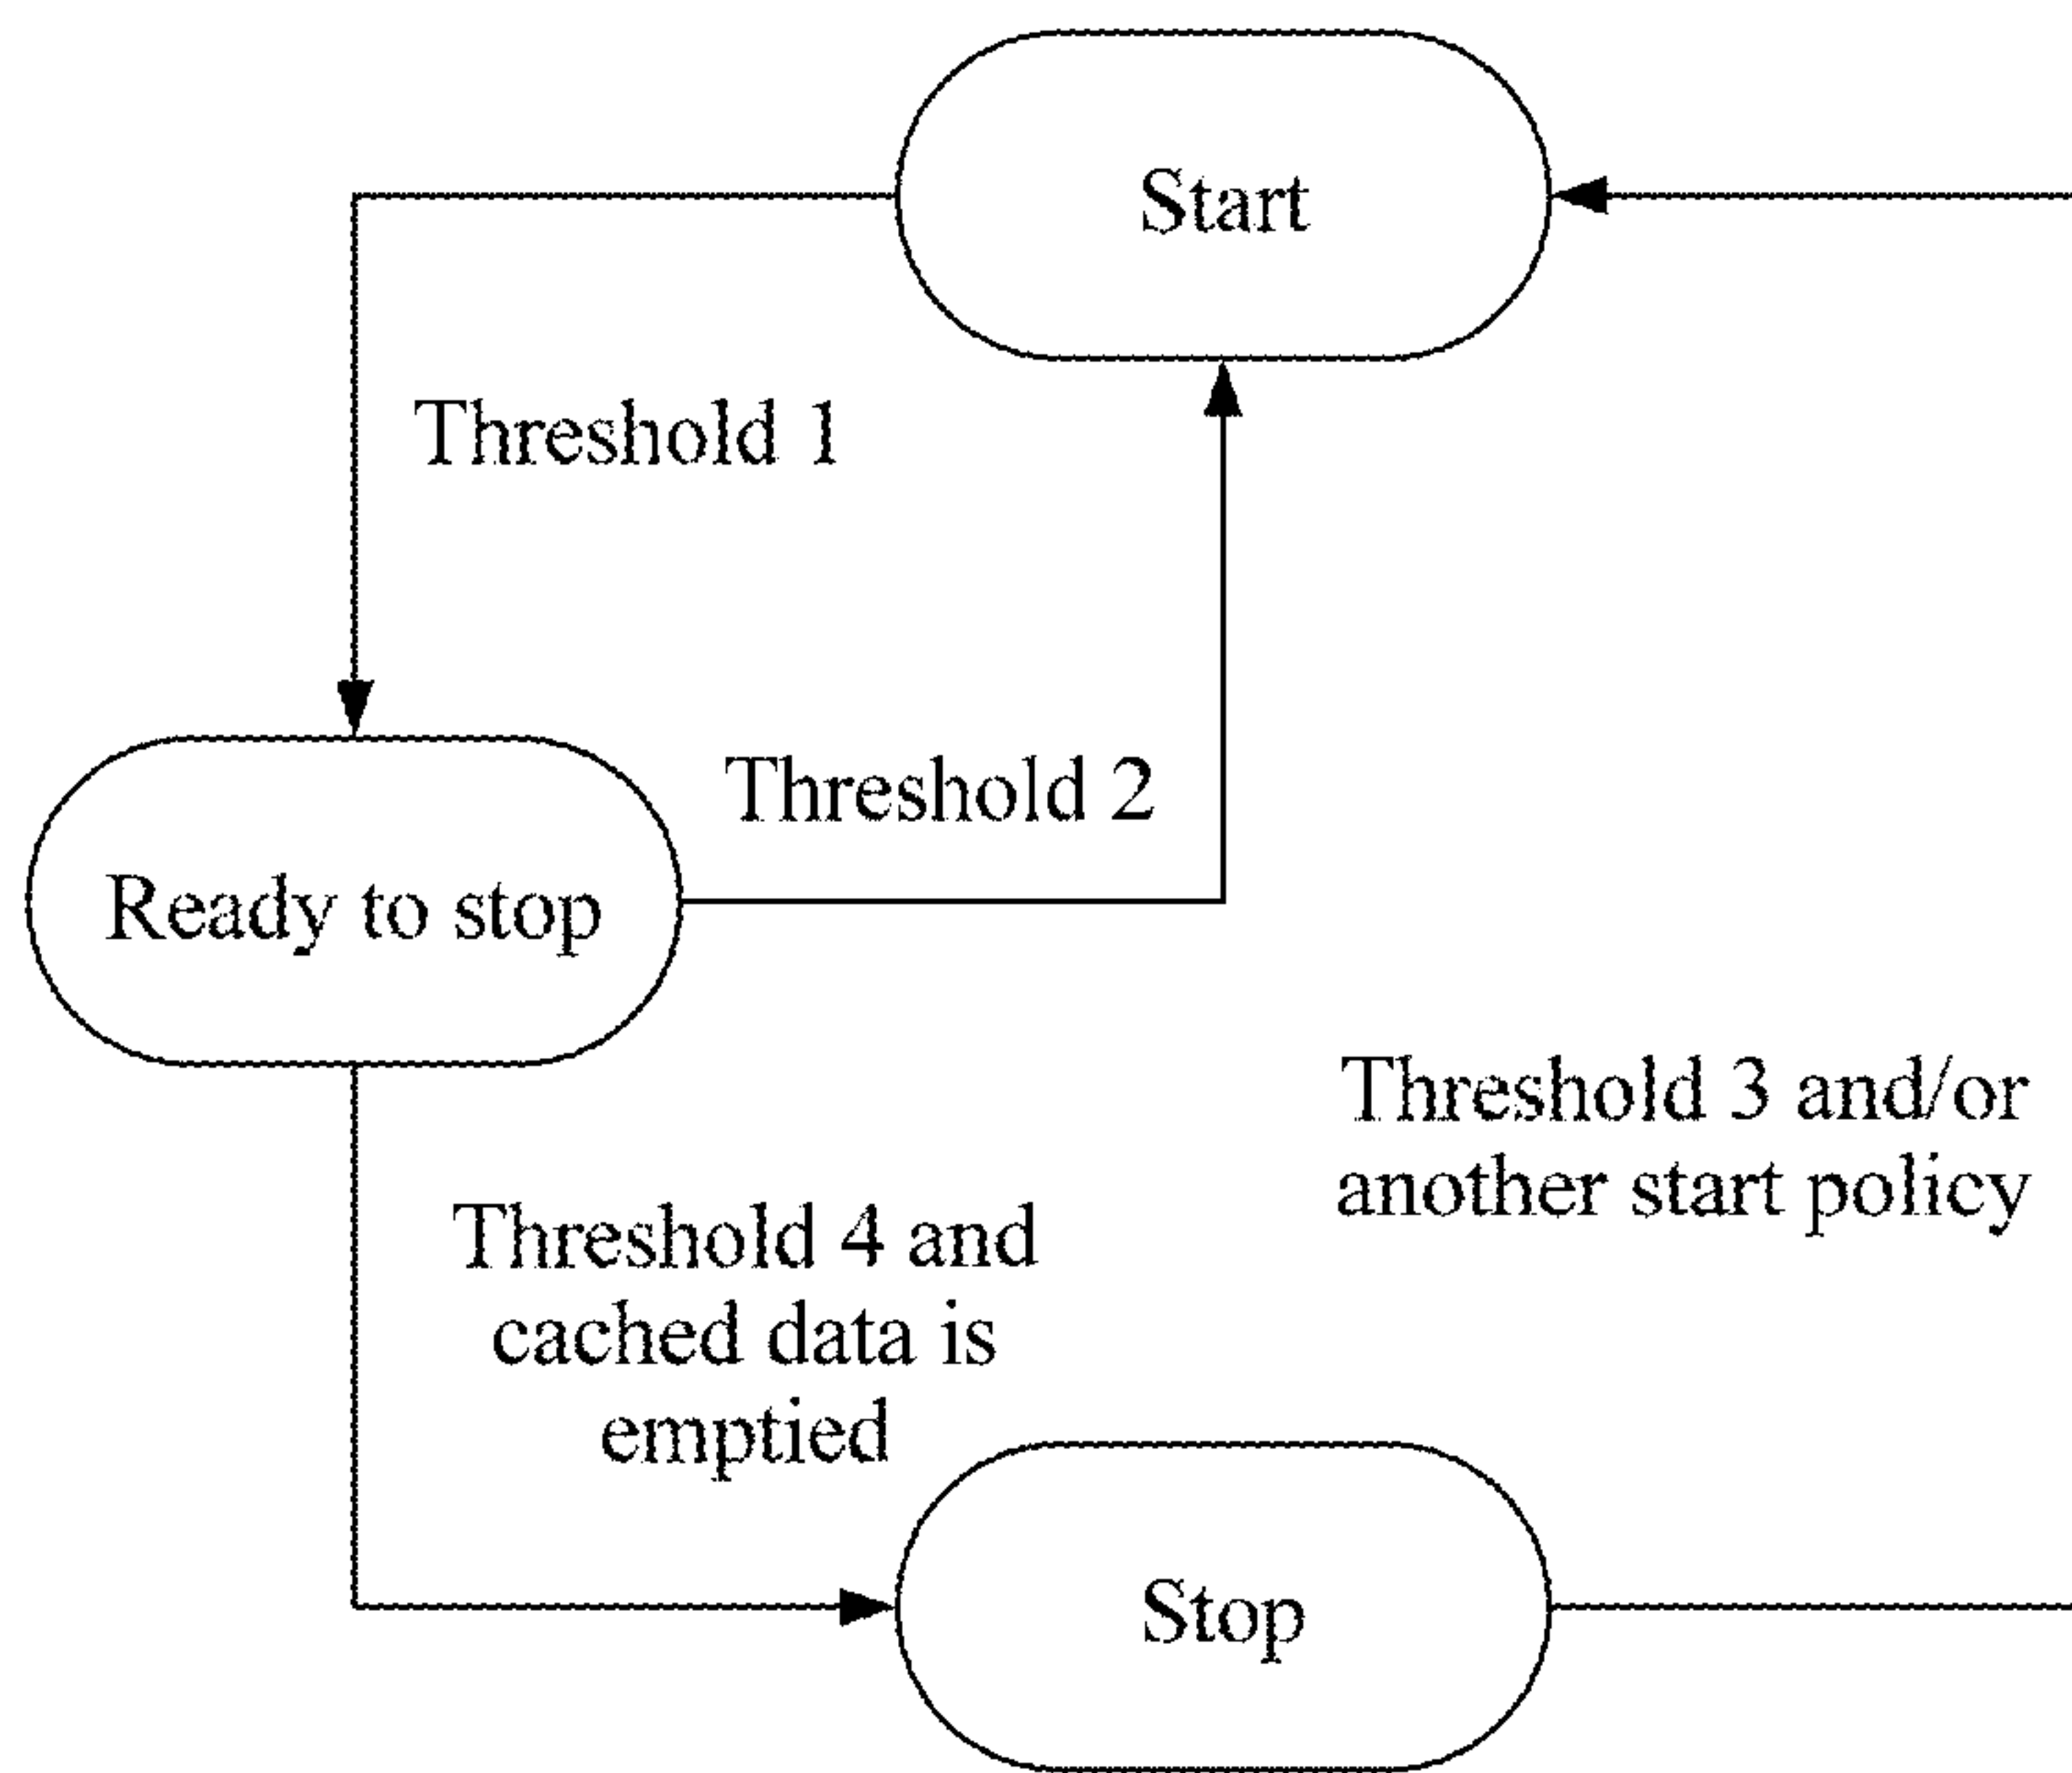 Start
Threshold 1
Threshold 2
Ready to stop
Threshold 3 and/or
another start policy
Threshold 4 and
cached data is
emptied
Stop